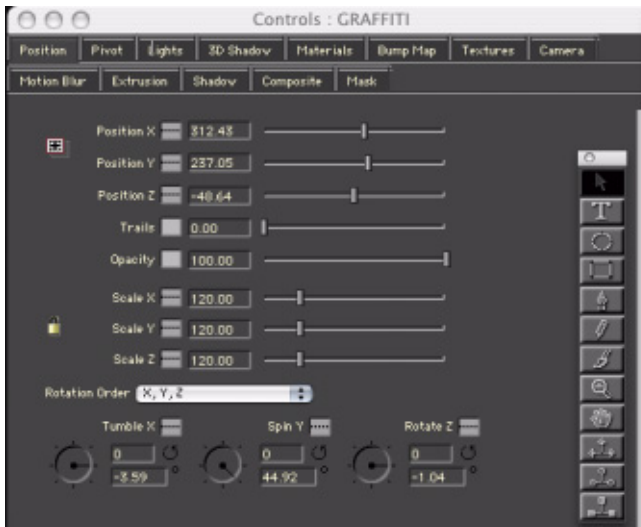 Controls : GRAFFITI
Position Pivot Lights 3D Shadow Materials Bump Map Textures Camera
Motion Blur Extrusion Shadow Composite Mask
Position X 312.43
Position Y 237.05
Position Z -48.64
Trails 0.00
Opacity 100.00
Scale X 120.00
Scale Y 120.00
Scale Z 120.00
Rotation Order X, Y, Z
Tumble X Spin Y Rotate Z
0 0 0
-3.59 ° 44.92 ° -1.04 °
T